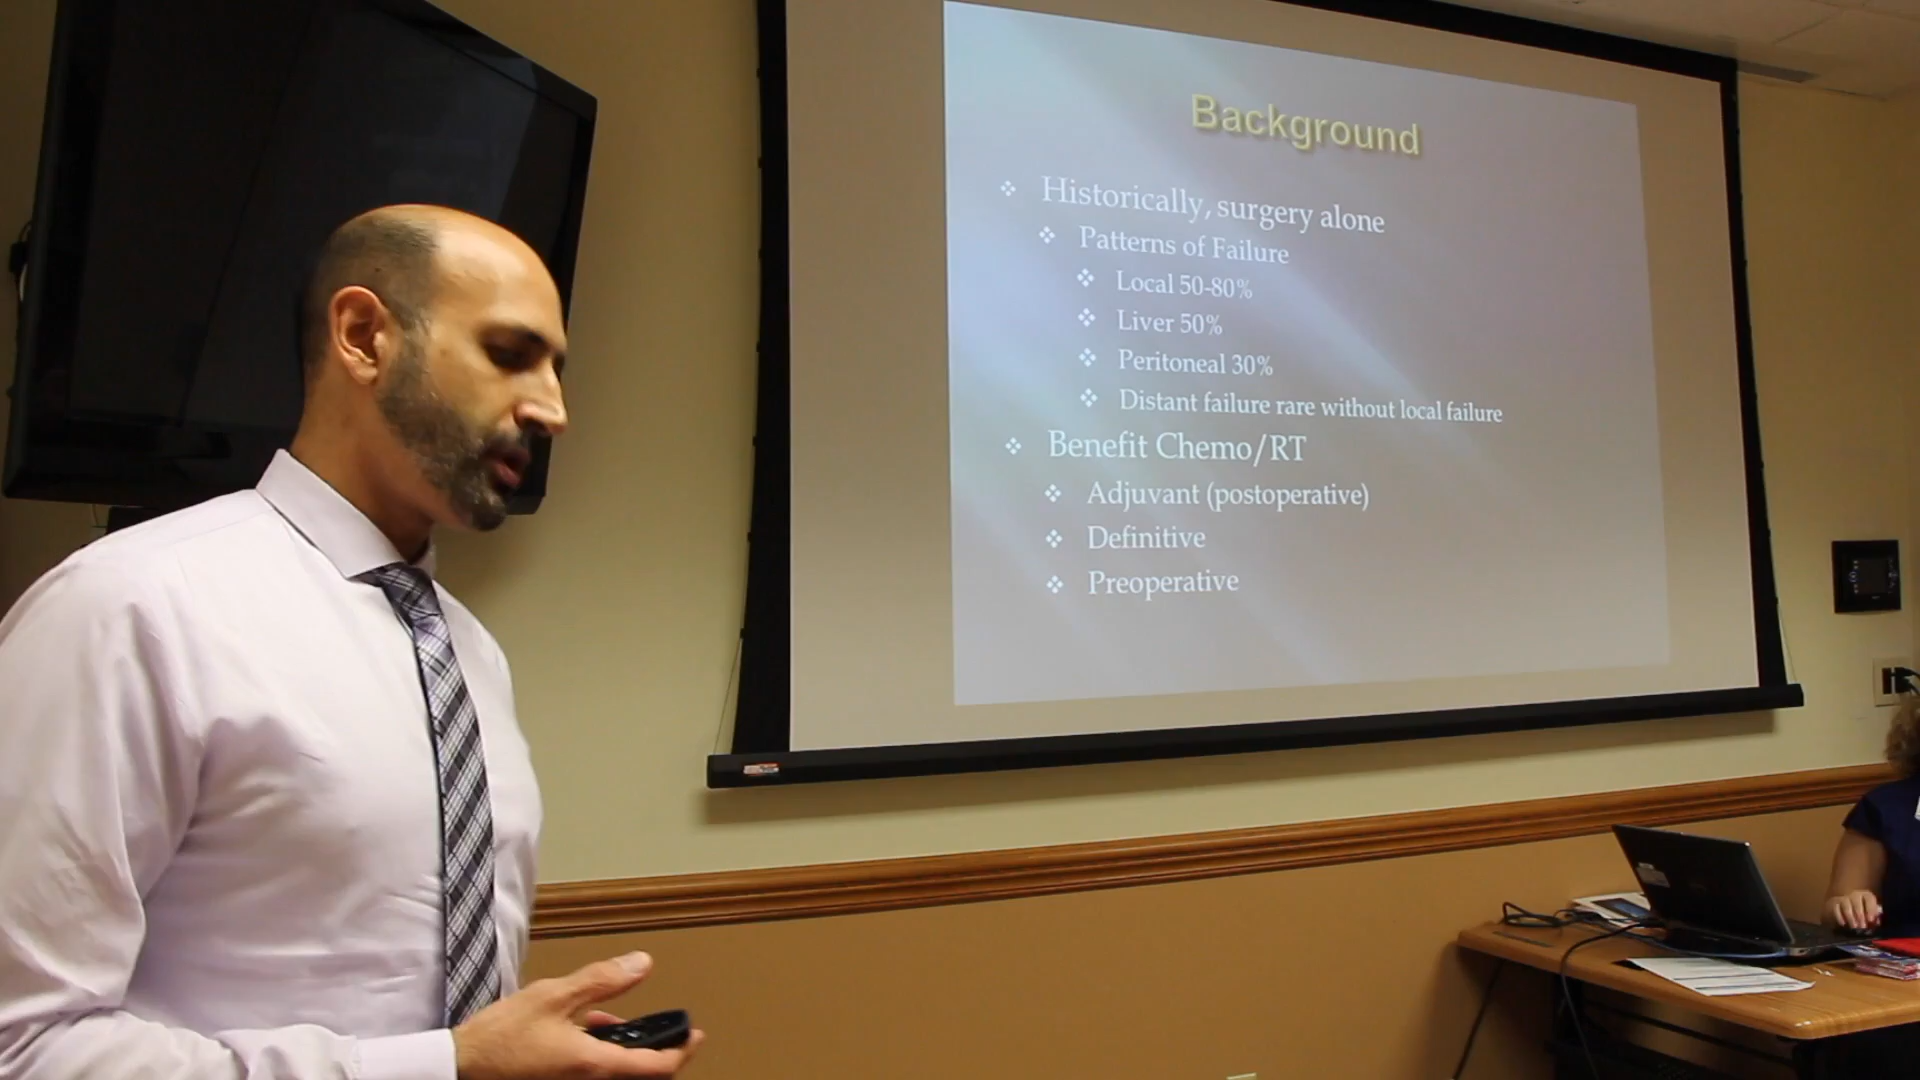 Background
Historically, surgery alone
Patterns of Failure
Local 50-80%
Liver 50%
Peritoneal 30%
Distant failure rare without local failure
Benefit Chemo/RT
Adjuvant (postoperative)
Definitive
Preoperative